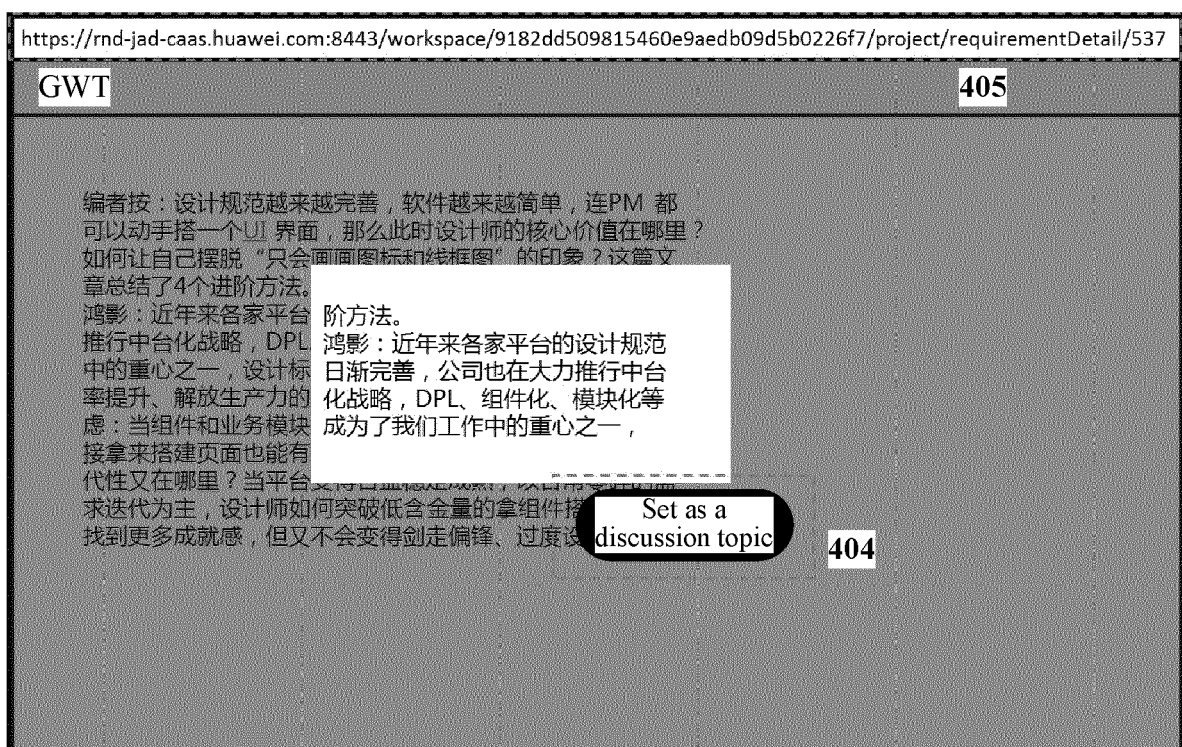 https://rnd-jad-caas.huawei.com:8443/workspace/9182dd509815460e9aedb09d5b0226f7/project/requirementDetail/537
GWT
405
编者按：设计规范越来越完善，软件越来越简单，连PM 都
可以动手搭一个UI 界面，那么此时设计师的核心价值在哪里？
如何让自己摆脱“只会画画图标和线框图”的印象？这篇文
章总结了4个进阶方法。
鸿影：近年来各家平台
推行中台化战略，DPL
中的重心之一，设计标
率提升、解放生产力的
虑：当组件和业务模块
接拿来搭建页面也能有
代性又在哪里？当平台
求迭代为主，设计师如何突破低含金量的拿组件搭
找到更多成就感，但又不会变得剑走偏锋、过度设
阶方法。
鸿影：近年来各家平台的设计规范
日渐完善，公司也在大力推行中台
化战略，DPL、组件化、模块化等
成为了我们工作中的重心之一，
Set as a
discussion topic
404